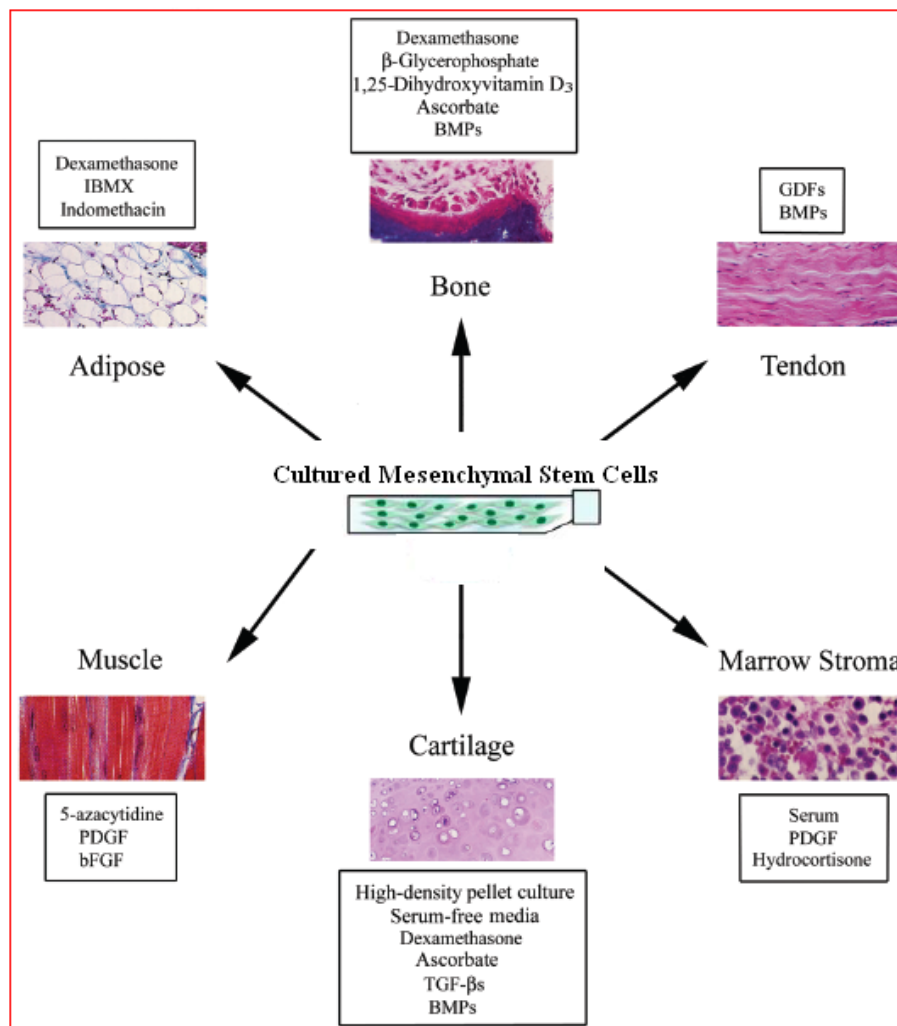 Dexamethasone
β-Glycerophosphate
1,25-Dihydroxyvitamin D₃
Ascorbate
BMPs
Dexamethasone
IBMX
Indomethacin
GDFs
BMPs
Bone
Adipose
Tendon
Cultured Mesenchymal Stem Cells
Muscle
Marrow Stroma
Cartilage
5-azacytidine
PDGF
bFGF
Serum
PDGF
Hydrocortisone
High-density pellet culture
Serum-free media
Dexamethasone
Ascorbate
TGF-βs
BMPs